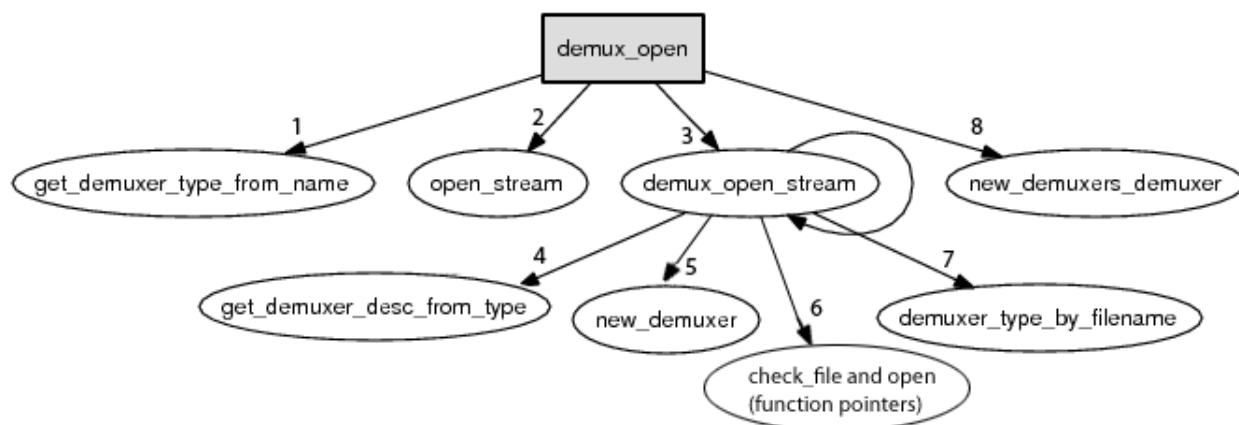 demux_open
1
2
3
8
get_demuxer_type_from_name
open_stream
demux_open_stream
new_demuxers_demuxer
4
5
6
7
get_demuxer_desc_from_type
new_demuxer
demuxer_type_by_filename
check_file and open
(function pointers)